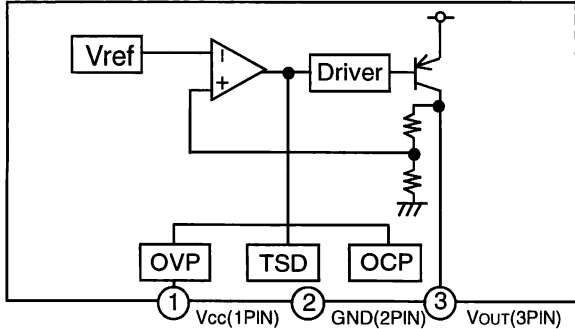 Vref
−
+
Driver
OVP
TSD
OCP
1 Vcc(1PIN) 2 GND(2PIN) 3 VOUT(3PIN)